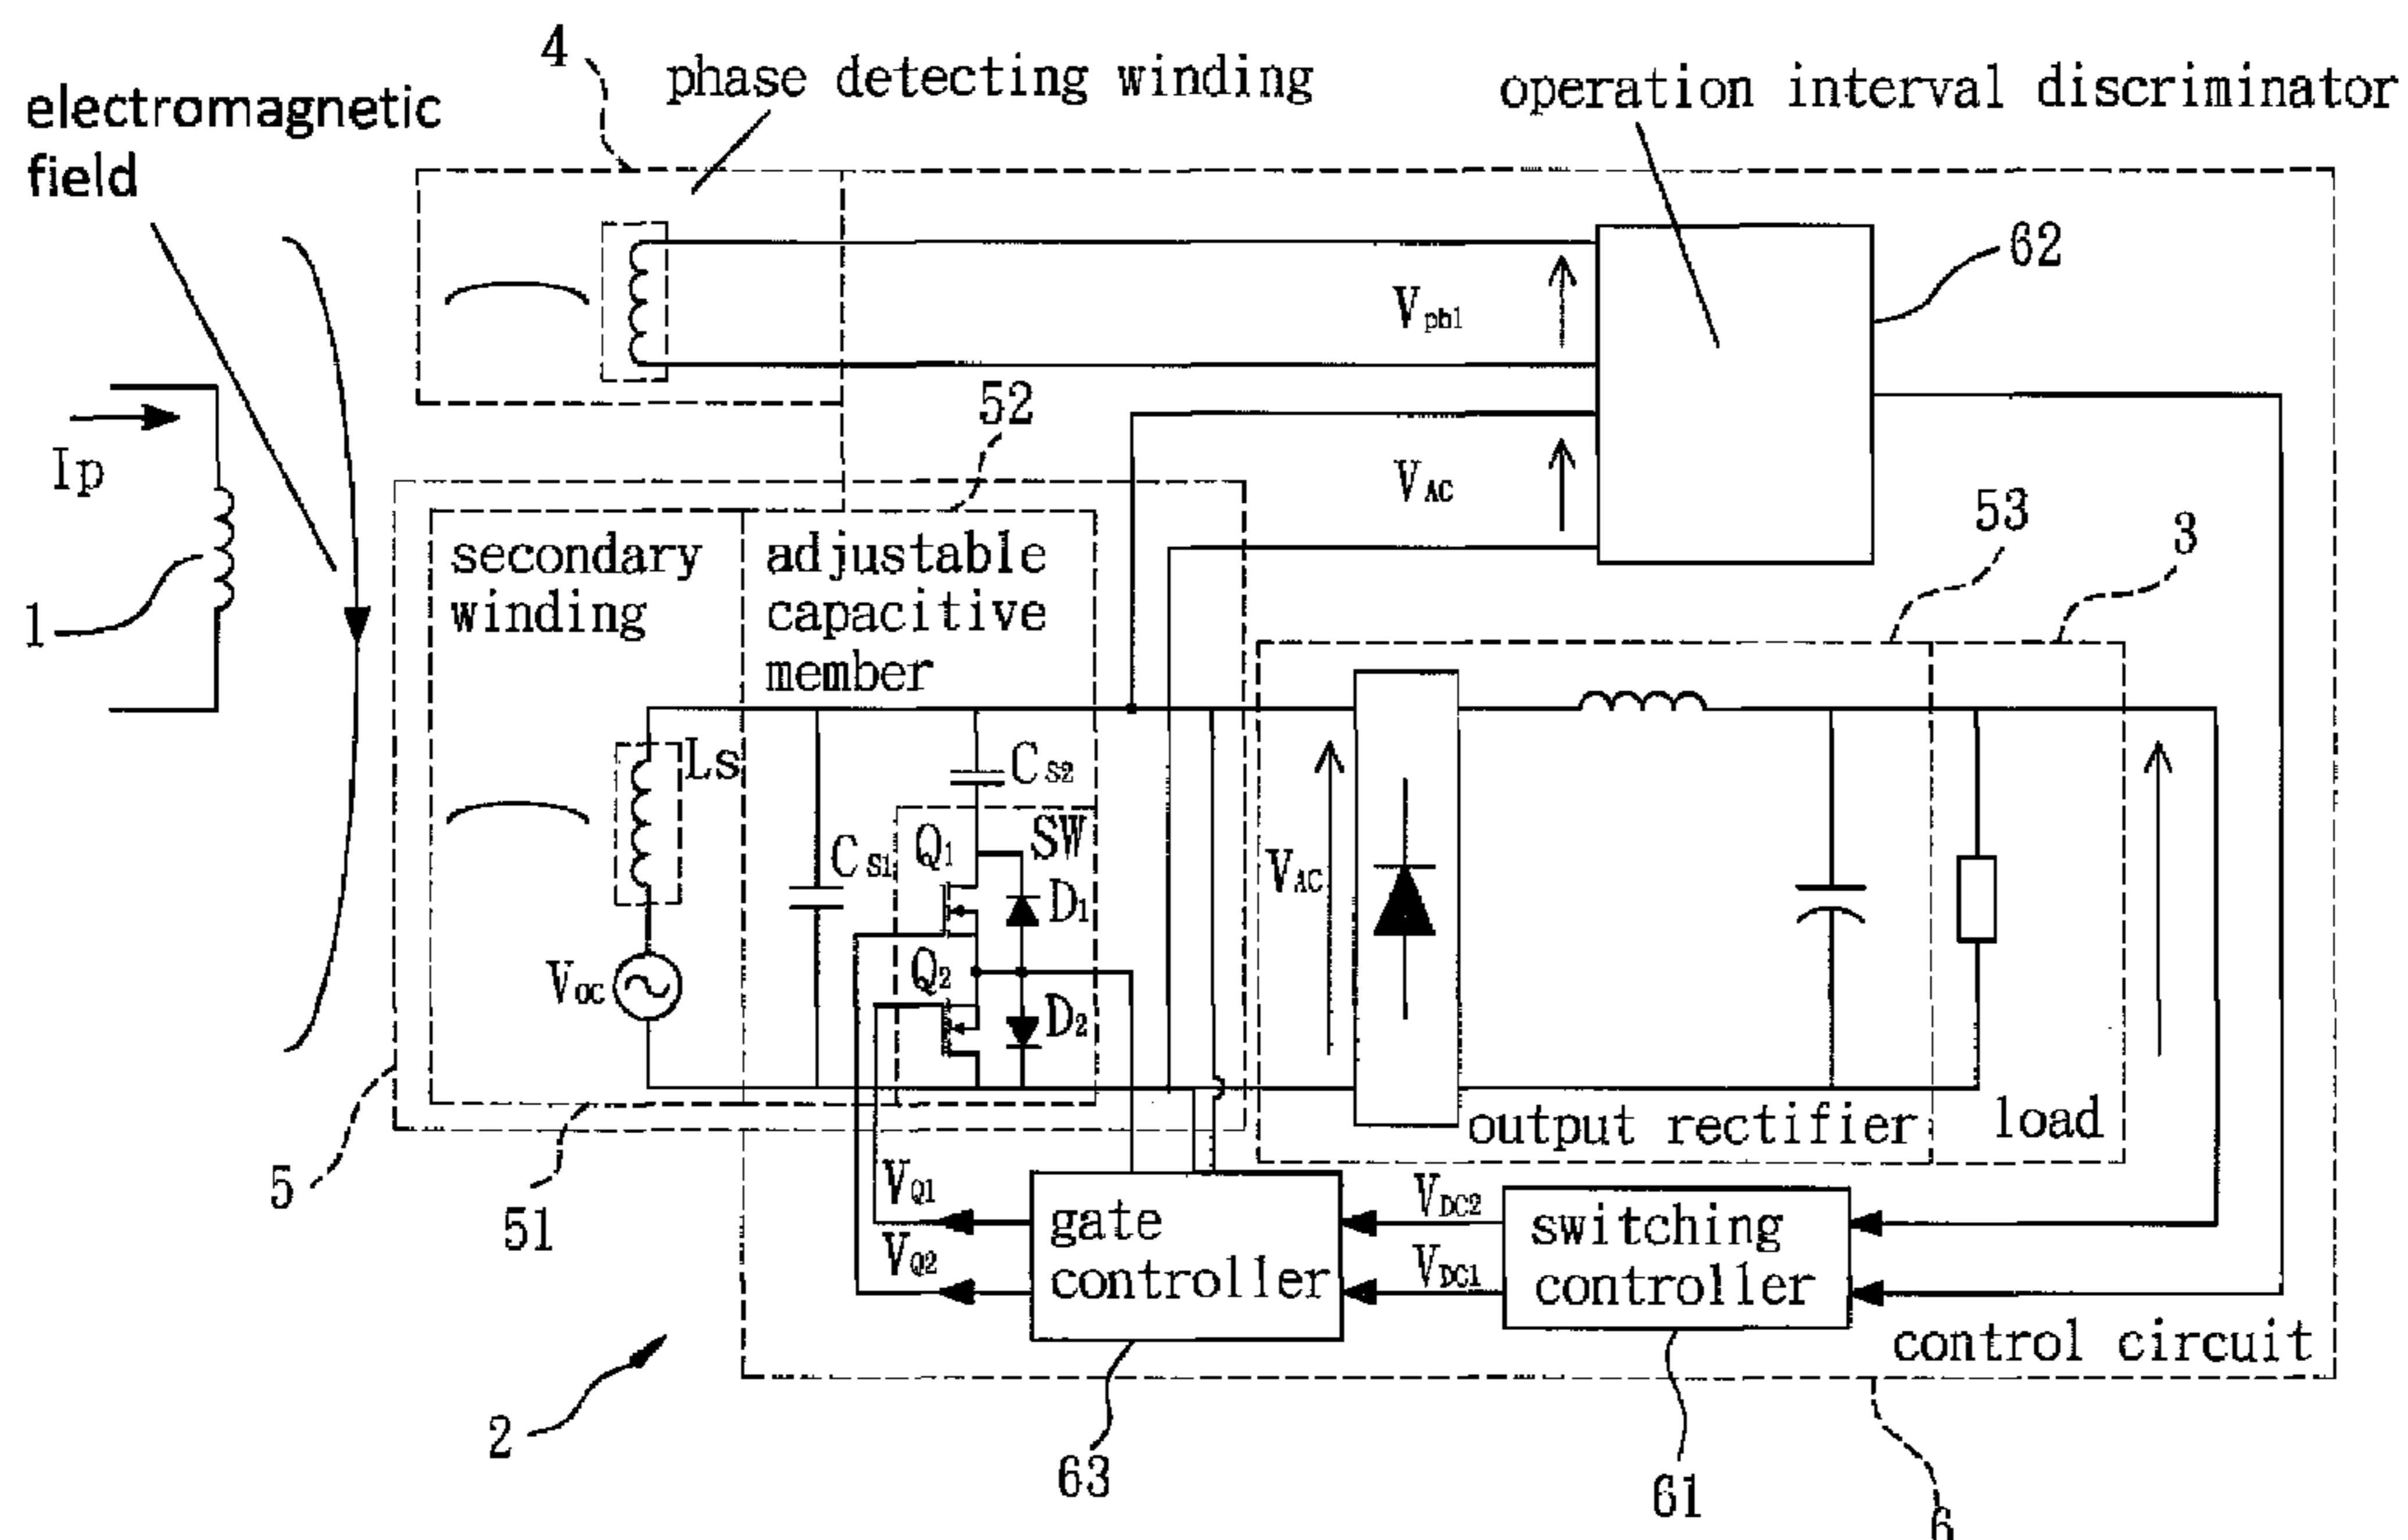 4
phase detecting winding
operation interval discriminator
electromagnetic
field
62
Vph1
52
Ip
VAC
53
3
secondary
winding
adjustable
capacitive
member
1
Ls
CS2
Q1
SW
CS1
D1
VAC
Q2
VOC
D2
output rectifier
load
5
51
VQ1
VQ2
gate
controller
VDC2
VDC1
switching
controller
control circuit
2
63
61
6